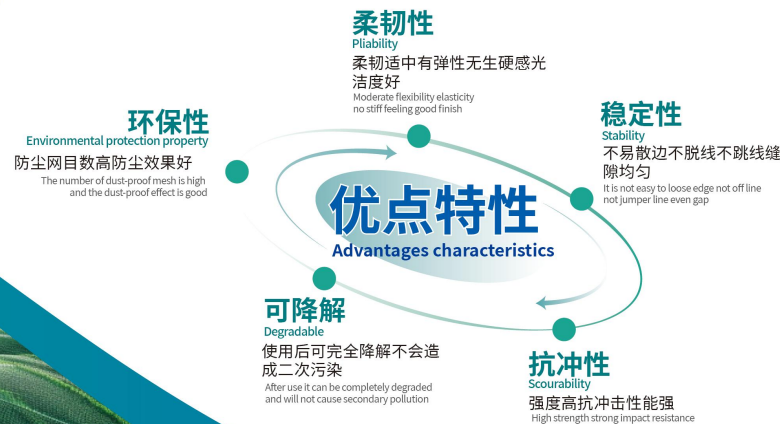 柔韧性
Pliability
柔韧适中有弹性无生硬感光
洁度好
Moderate flexibility elasticity
no stiff feeling good finish
环保性
Environmental protection property
防尘网目数高防尘效果好
The number of dust-proof mesh is high
and the dust-proof effect is good
稳定性
Stability
不易散边不脱线不跳线缝
隙均匀
It is not easy to loose edge not off line
not jumper line even gap
优点特性
Advantages characteristics
可降解
Degradable
使用后可完全降解不会造
成二次污染
After use it can be completely degraded
and will not cause secondary pollution
抗冲性
Scourability
强度高抗冲击性能强
High strength strong impact resistance